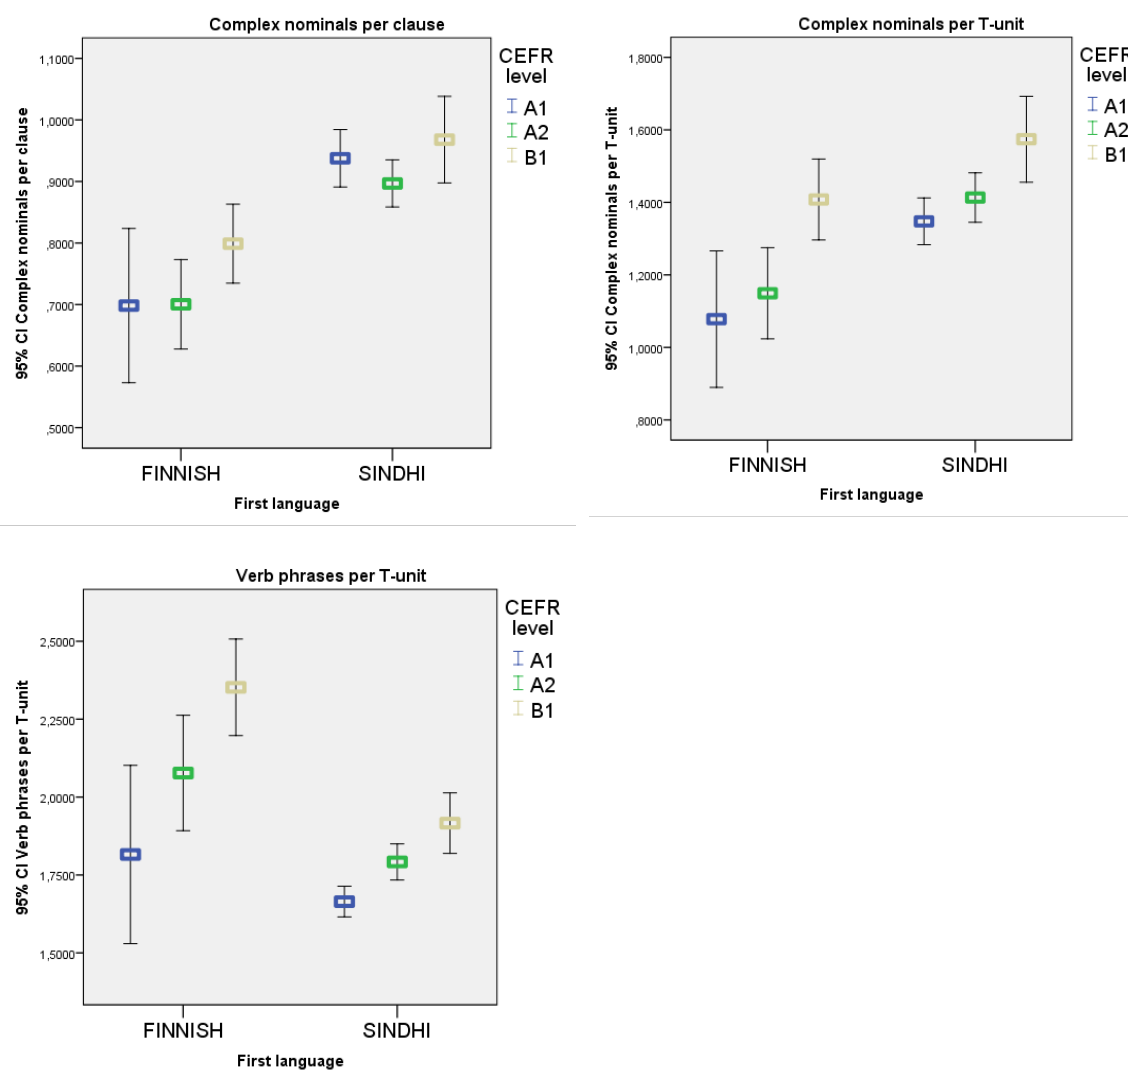 Complex nominals per clause
95% CI Complex nominals per clause
1,1000
1,0000
,9000
,8000
,7000
,6000
,5000
FINNISH SINDHI
First language
CEFR
level
A1
A2
B1
Complex nominals per T-unit
95% CI Complex nominals per T-unit
1,8000
1,6000
1,4000
1,2000
1,0000
,8000
FINNISH SINDHI
First language
CEFR
level
A1
A2
B1
Verb phrases per T-unit
95% CI Verb phrases per T-unit
2,5000
2,2500
2,0000
1,7500
1,5000
FINNISH SINDHI
First language
CEFR
level
A1
A2
B1